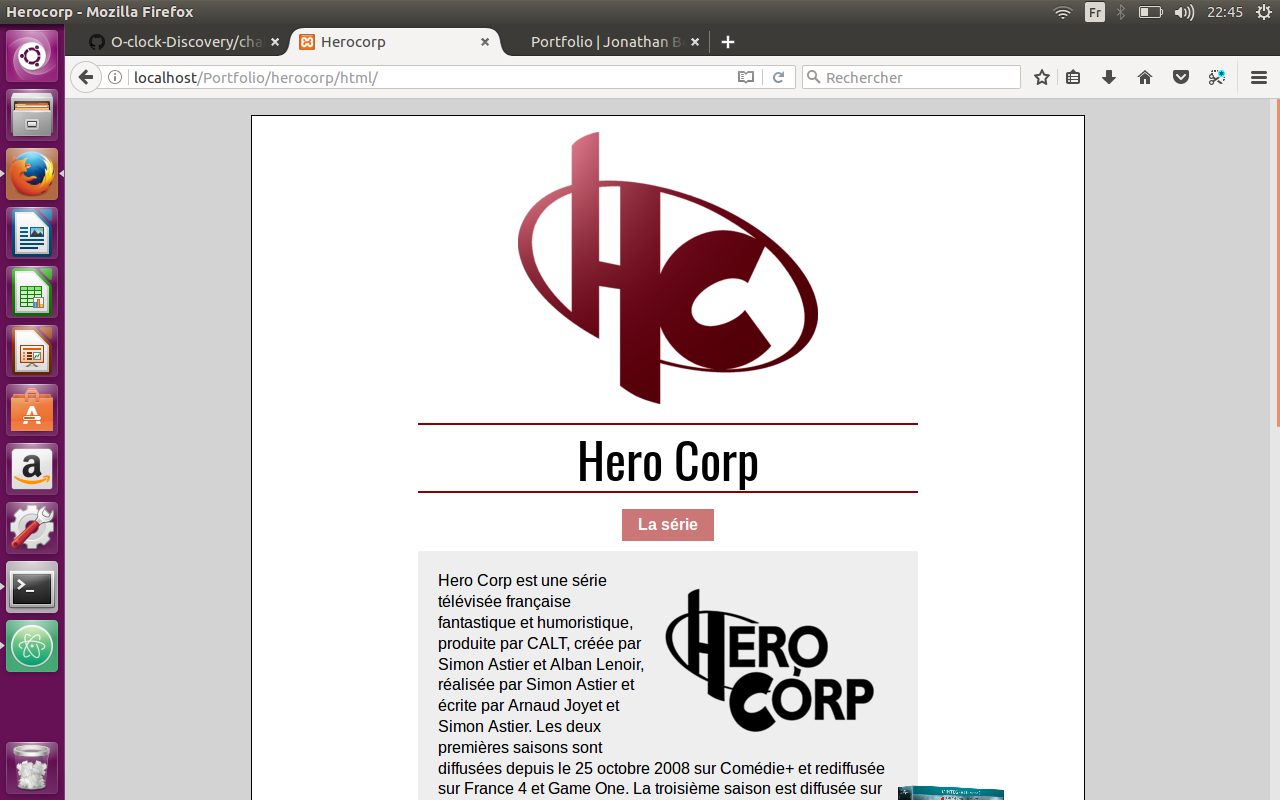 Herocorp - Mozilla Firefox
Fr
22:45
O-clock-Discovery/cha
Herocorp
Portfolio | Jonathan B
localhost/Portfolio/herocorp/html/
Rechercher
HC
Hero Corp
La série
Hero Corp est une série
télévisée française
fantastique et humoristique,
produite par CALT, créée par
Simon Astier et Alban Lenoir,
réalisée par Simon Astier et
écrite par Arnaud Joyet et
Simon Astier. Les deux
premières saisons sont
HERO
CORP
diffusées depuis le 25 octobre 2008 sur Comédie+ et rediffusée
sur France 4 et Game One. La troisième saison est diffusée sur